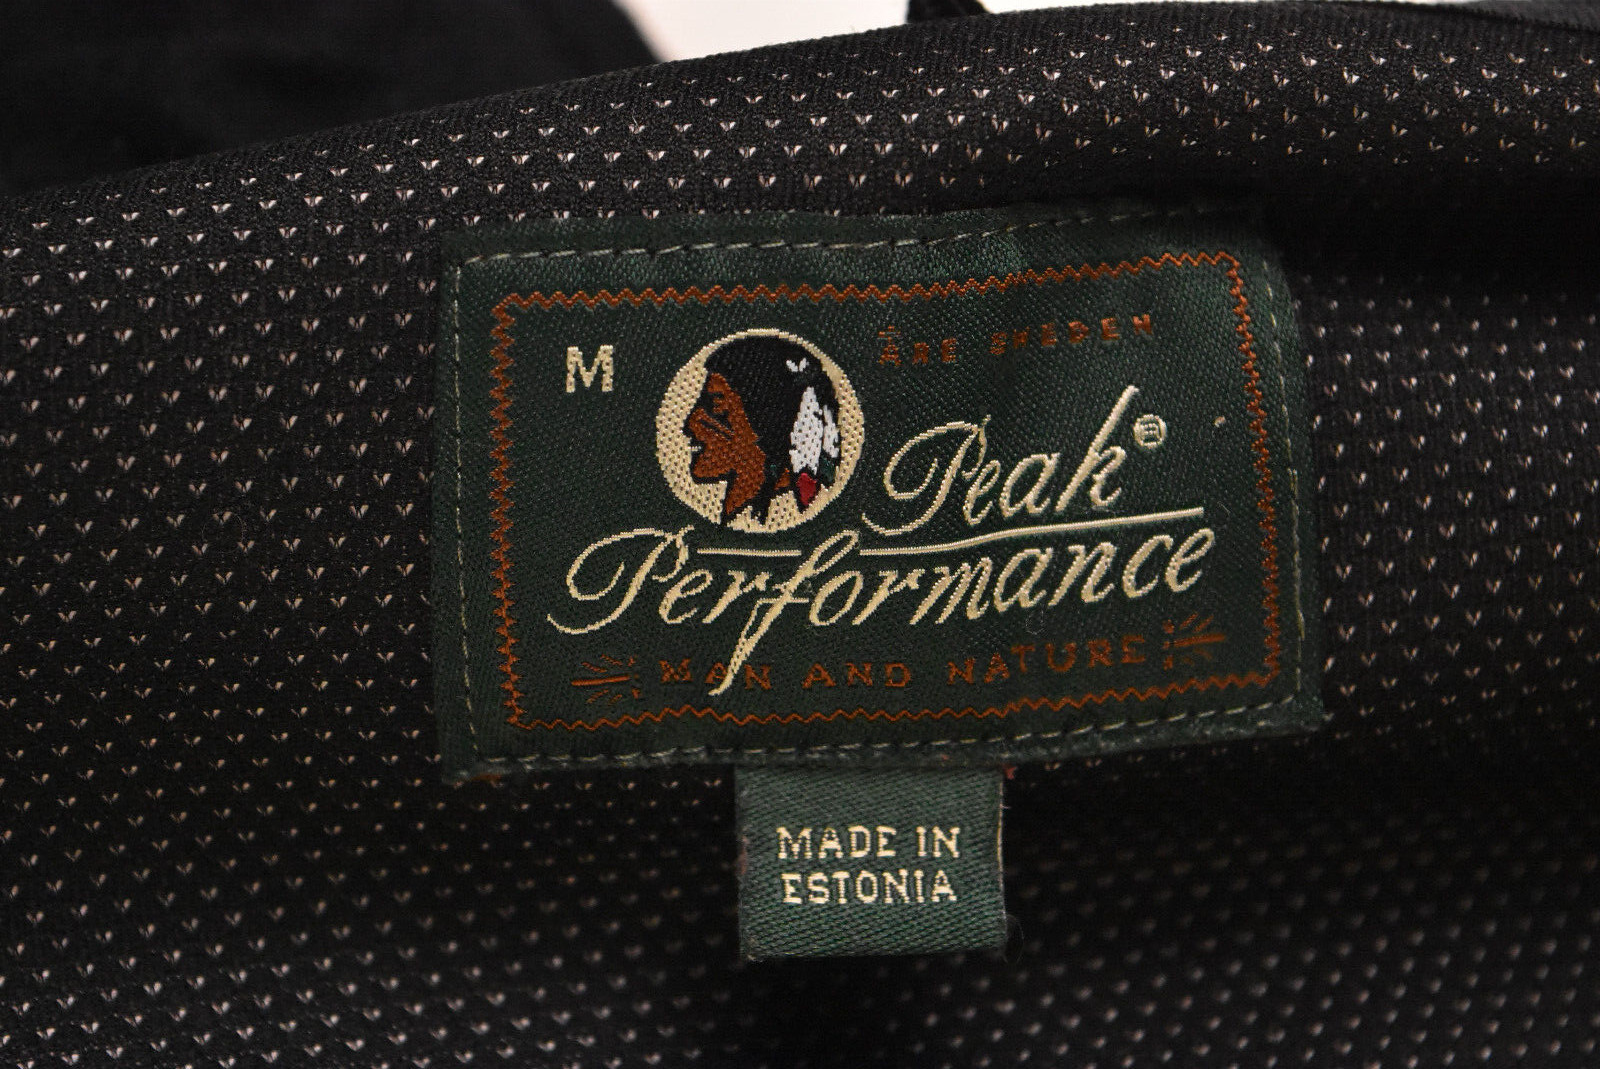 M
ÅRE SWEDEN
Peak®
Performance
MAN AND NATURE
MADE IN
ESTONIA